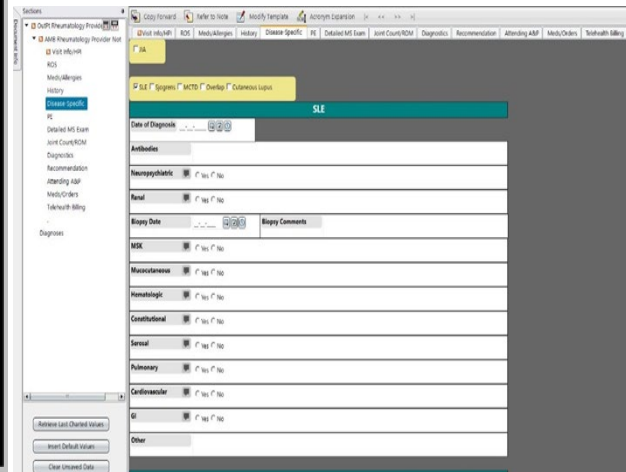 Sections
Document Info
OutPt Rheumatology Provider
AMB Rheumatology Provider Not
Visit Info/HPI
ROS
Meds/Allergies
History
Disease Specific
PE
Detailed MS Exam
Joint Count/ROM
Diagnostics
Recommendation
Attending A&P
Meds/Orders
Telehealth Billing
.
Diagnoses
Retrieve Last Charted Values
Insert Default Values
Clear Unsaved Data
Copy Forward Refer to Note Modify Template Acronym Expansion |< << >> >|
Visit Info/HPI ROS Meds/Allergies History Disease Specific PE Detailed MS Exam Joint Count/ROM Diagnostics Recommendation Attending A&P Meds/Orders Telehealth Billing
JIA
SLE Sjogrens MCTD Overlap Cutaneous Lupus
SLE
Date of Diagnosis
Antibodies
Neuropsychiatric Yes No
Renal Yes No
Biopsy Date Biopsy Comments
MSK Yes No
Mucocutaneous Yes No
Hematologic Yes No
Constitutional Yes No
Serosal Yes No
Pulmonary Yes No
Cardiovascular Yes No
GI Yes No
Other